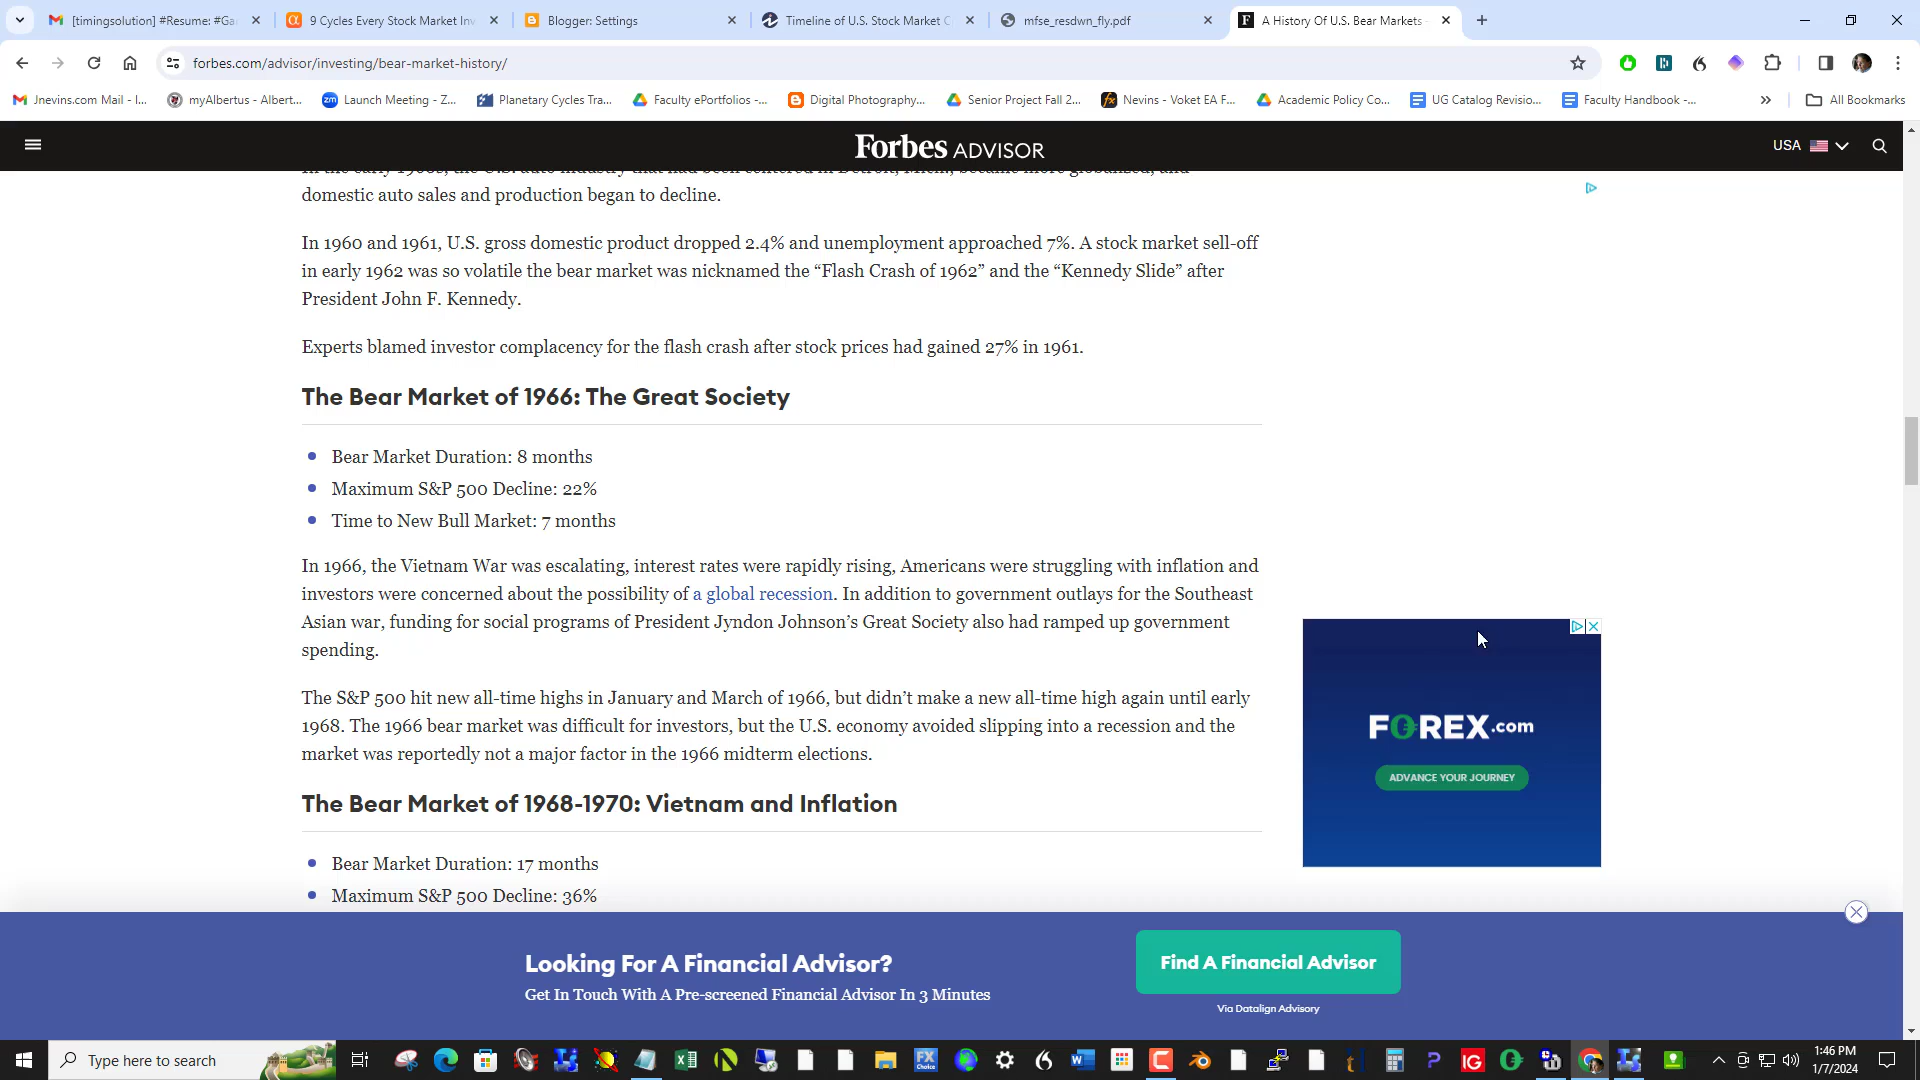 [timingsolution] #Resume: #Ga
9 Cycles Every Stock Market Inv
Blogger: Settings
Timeline of U.S. Stock Market C
mfse_resdwn_fly.pdf
A History Of U.S. Bear Markets -
forbes.com/advisor/investing/bear-market-history/
Jnevins.com Mail - I...
myAlbertus - Albert...
Launch Meeting - Z...
Planetary Cycles Tra...
Faculty ePortfolios -...
Digital Photography...
Senior Project Fall 2...
Nevins - Voket EA F...
Academic Policy Co...
UG Catalog Revisio...
Faculty Handbook -...
All Bookmarks
Forbes ADVISOR
USA
domestic auto sales and production began to decline.
In 1960 and 1961, U.S. gross domestic product dropped 2.4% and unemployment approached 7%. A stock market sell-off
in early 1962 was so volatile the bear market was nicknamed the “Flash Crash of 1962” and the “Kennedy Slide” after
President John F. Kennedy.
Experts blamed investor complacency for the flash crash after stock prices had gained 27% in 1961.
The Bear Market of 1966: The Great Society
Bear Market Duration: 8 months
Maximum S&P 500 Decline: 22%
Time to New Bull Market: 7 months
In 1966, the Vietnam War was escalating, interest rates were rapidly rising, Americans were struggling with inflation and
investors were concerned about the possibility of a global recession. In addition to government outlays for the Southeast
Asian war, funding for social programs of President Jyndon Johnson’s Great Society also had ramped up government
spending.
The S&P 500 hit new all-time highs in January and March of 1966, but didn’t make a new all-time high again until early
1968. The 1966 bear market was difficult for investors, but the U.S. economy avoided slipping into a recession and the
market was reportedly not a major factor in the 1966 midterm elections.
FOREX.com
ADVANCE YOUR JOURNEY
The Bear Market of 1968-1970: Vietnam and Inflation
Bear Market Duration: 17 months
Maximum S&P 500 Decline: 36%
Looking For A Financial Advisor?
Get In Touch With A Pre-screened Financial Advisor In 3 Minutes
Find A Financial Advisor
Via Datalign Advisory
Type here to search
1:46 PM
1/7/2024